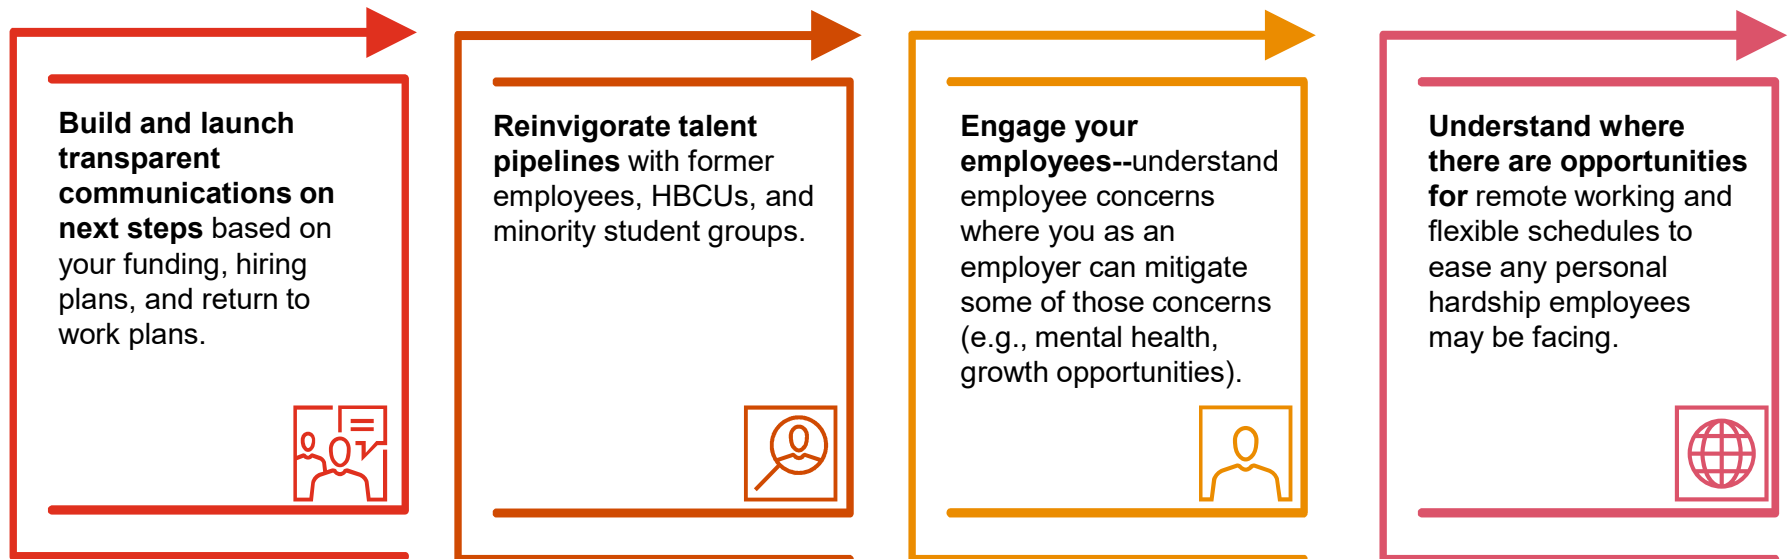 Build and launch
transparent
communications on
next steps based on
your funding, hiring
plans, and return to
work plans.
Reinvigorate talent
pipelines with former
employees, HBCUs, and
minority student groups.
Engage your
employees--understand
employee concerns
where you as an
employer can mitigate
some of those concerns
(e.g., mental health,
growth opportunities).
Understand where
there are opportunities
for remote working and
flexible schedules to
ease any personal
hardship employees
may be facing.